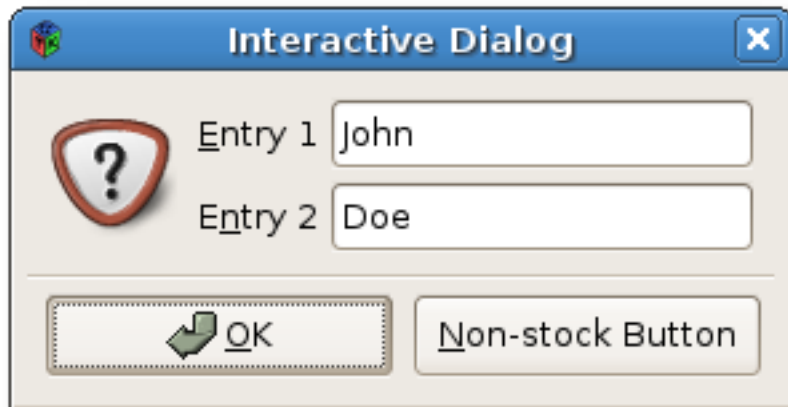 Interactive Dialog
Entry 1 John
Entry 2 Doe
OK Non-stock Button